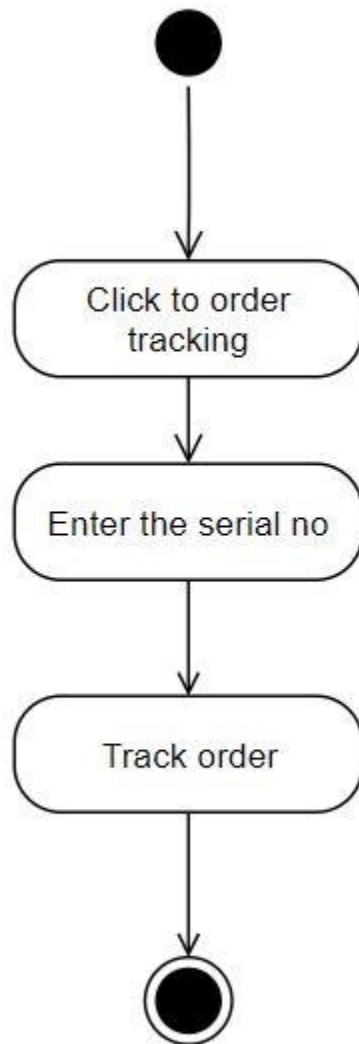 Click to order
tracking
Enter the serial no
Track order